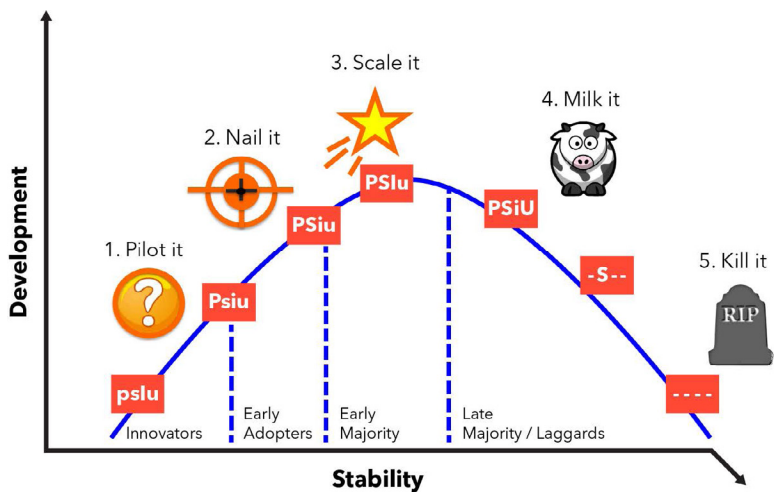 3. Scale it
4. Milk it
2. Nail it
PSIu
PSiU
PSiu
1. Pilot it
5. Kill it
-S--
Psiu
?
RIP
psIu
----
Development
Innovators
Early
Adopters
Early
Majority
Late
Majority / Laggards
Stability